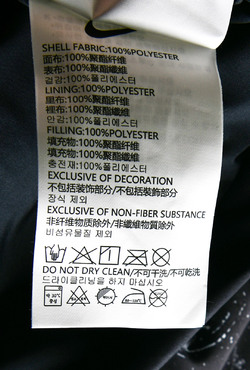 SHELL FABRIC:100%POLYESTER
面布:100%聚酯纤维
表布:100%聚酯纖維
겉감:100%폴리에스터
LINING:100%POLYESTER
里布:100%聚酯纤维
裡布:100%聚酯纖維
안감:100%폴리에스터
FILLING:100%POLYESTER
填充物:100%聚酯纤维
填充物:100%聚酯纖維
충전재:100%폴리에스터
EXCLUSIVE OF DECORATION
不包括装饰部分/不包括裝飾部分
장식 제외
EXCLUSIVE OF NON-FIBER SUBSTANCE
非纤维物质除外/非纖維物質除外
비섬유물질 제외
DO NOT DRY CLEAN/不可干洗/不可乾洗
드라이클리닝을 하지 마십시오